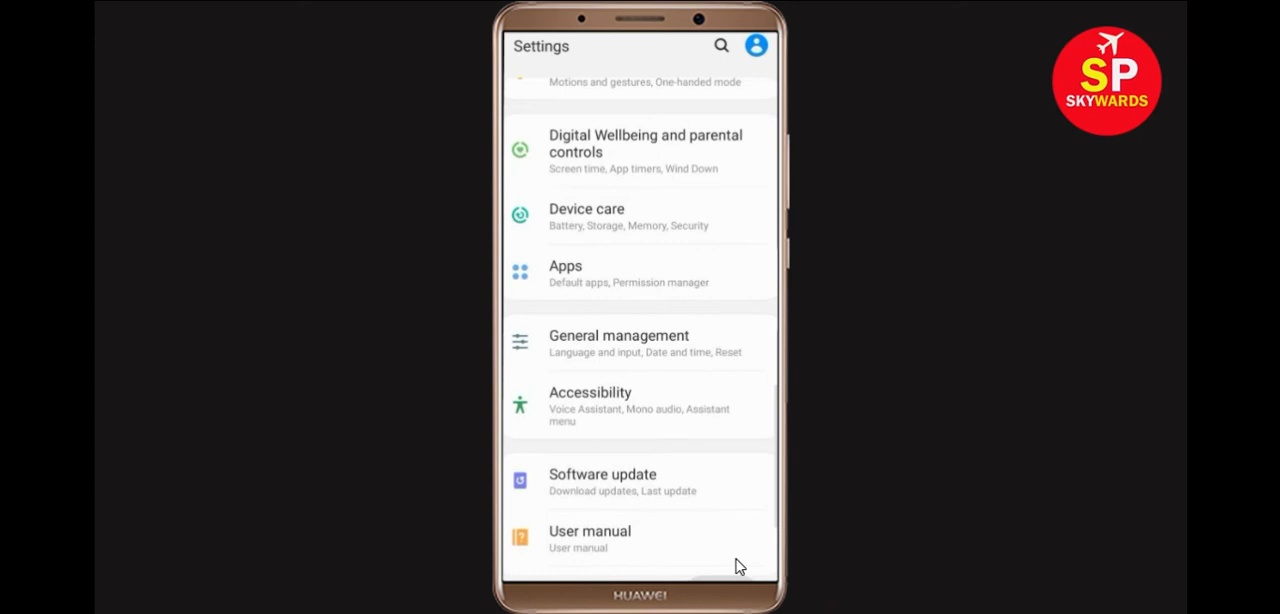 Settings
SP
SKYWARDS
Motions and gestures, One-handed mode
Digital Wellbeing and parental
controls
Screen time, App timers, Wind Down
Device care
Battery, Storage, Memory, Security
Apps
Default apps, Permission manager
General management
Language and input, Date and time, Reset
Accessibility
Voice Assistant, Mono audio, Assistant
menu
Software update
Download updates, Last update
User manual
User manual
HUAWEI